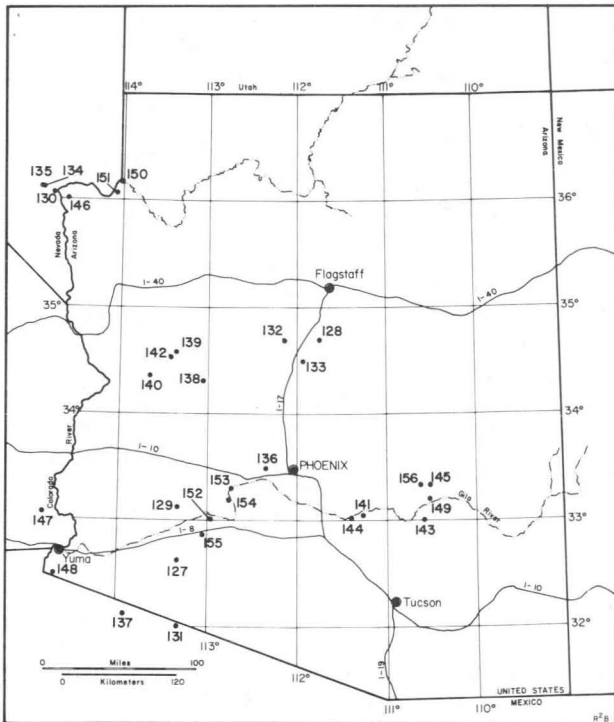 114°
113°
112°
111°
110°
Utah
New Mexico
Arizona
135
134
151
150
130
146
36°
36°
Nevada
Arizona
Flagstaff
I-40
35°
I-40
35°
132
128
139
142
133
140
138
I-17
34°
34°
River
I-10
136
PHOENIX
Colorado
153
156
145
152
154
141
149
Gila
River
129
147
33°
144
143
33°
I-8
155
Yuma
127
148
I-10
Tucson
137
131
32°
32°
113°
0
Miles
100
0
Kilometers
120
112°
I-19
111°
110°
UNITED STATES
MEXICO
R²B